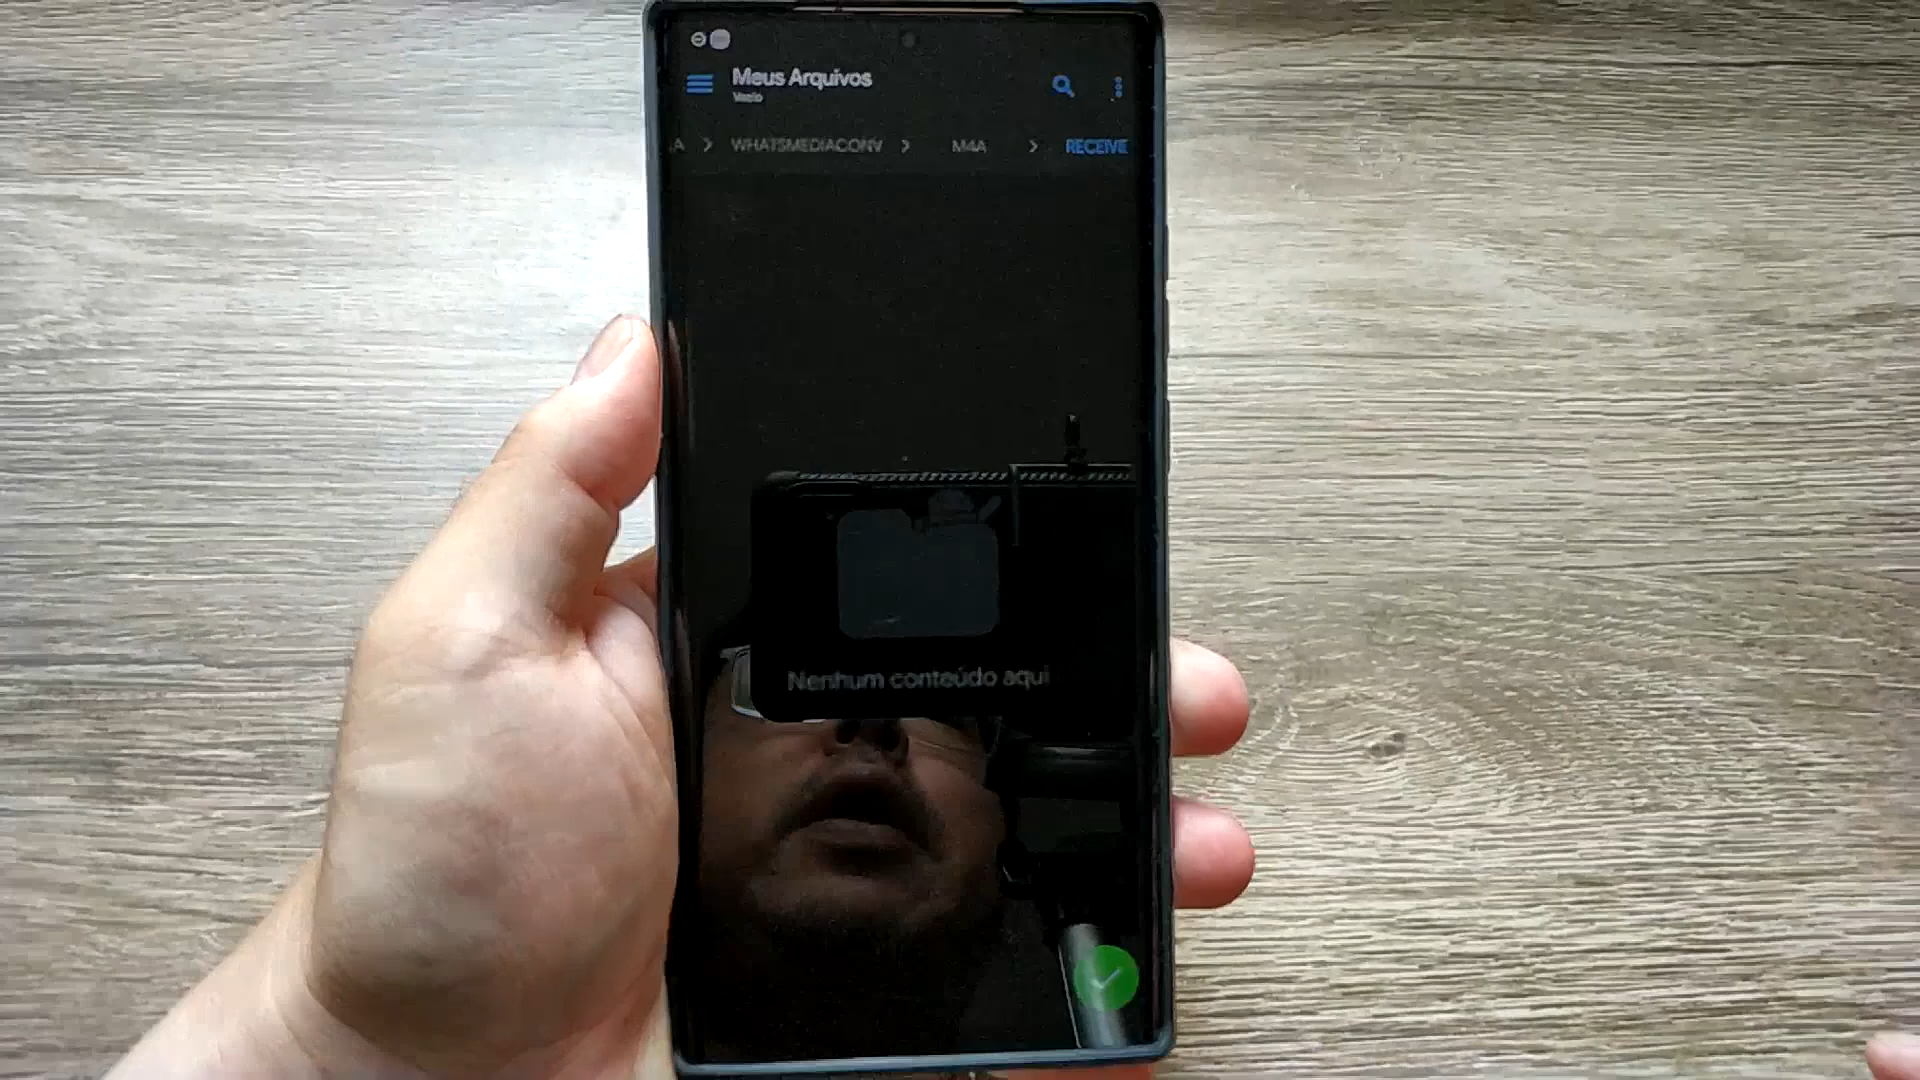 Meus Arquivos
Vazio
A > WHATSMEDIACONV > M4A > RECEIVE
Nenhum conteúdo aqui